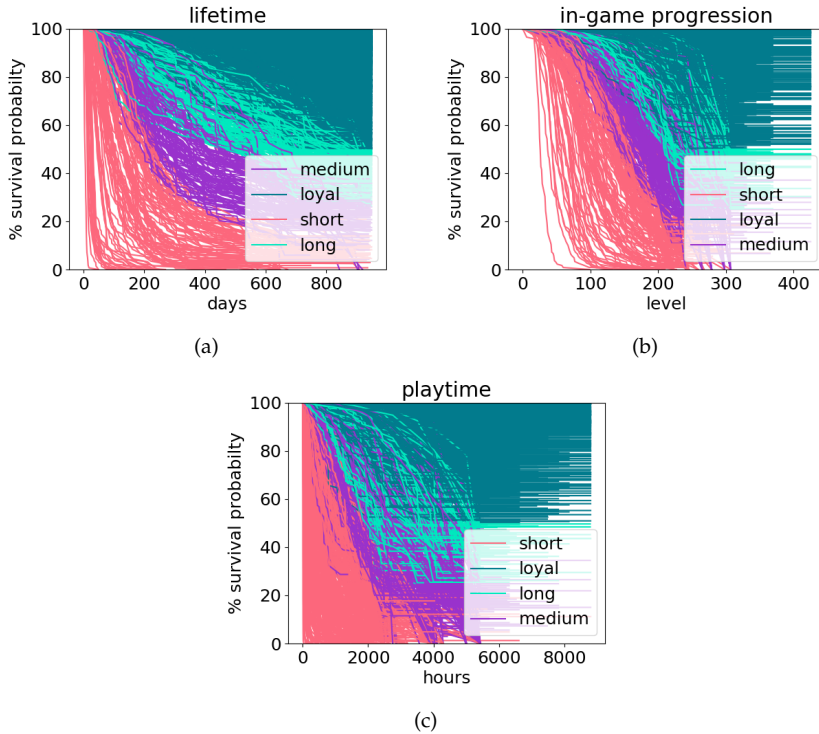 lifetime
100
80
60
40
20
0
% survival probabilty
medium
loyal
short
long
0 200 400 600 800
days
(a)
in-game progression
100
80
60
40
20
0
% survival probabilty
long
short
loyal
medium
0 100 200 300 400
level
(b)
playtime
100
80
60
40
20
0
% survival probabilty
short
loyal
long
medium
0 2000 4000 6000 8000
hours
(c)